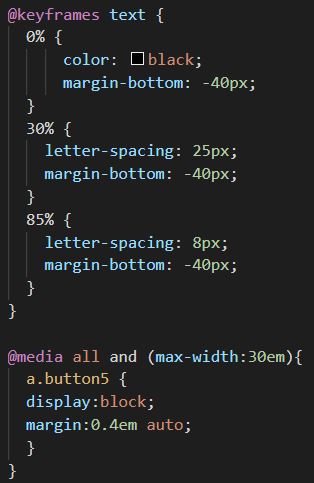 @keyframes text {
0% {
color: black;
margin-bottom: -40px;
}
30% {
letter-spacing: 25px;
margin-bottom: -40px;
}
85% {
letter-spacing: 8px;
margin-bottom: -40px;
}
}
@media all and (max-width:30em){
a.button5 {
display:block;
margin:0.4em auto;
}
}